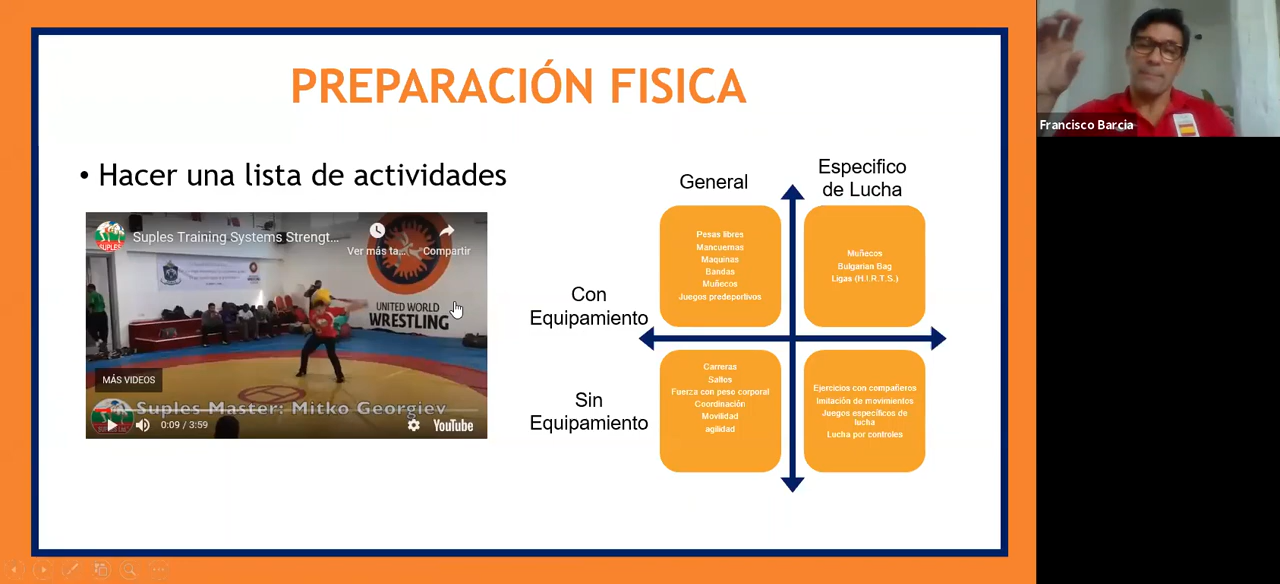 PREPARACIÓN FISICA
• Hacer una lista de actividades
Suples Training Systems Strengt...
Ver más ta... Compartir
SUPLES
UNITED WORLD
WRESTLING
MÁS VIDEOS
Suples Master: Mitko Georgiev
0:09 / 3:59
YouTube
General
Especifico
de Lucha
Con
Equipamiento
Sin
Equipamiento
Pesas libres
Mancuernas
Maquinas
Bandas
Muñecos
Juegos predeportivos
Muñecos
Bulgarian Bag
Ligas (H.I.R.T.S.)
Carreras
Saltos
Fuerza con peso corporal
Coordinación
Movilidad
agilidad
Ejercicios con compañeros
Imitación de movimientos
Juegos específicos de
lucha
Lucha por controles
Francisco Barcia